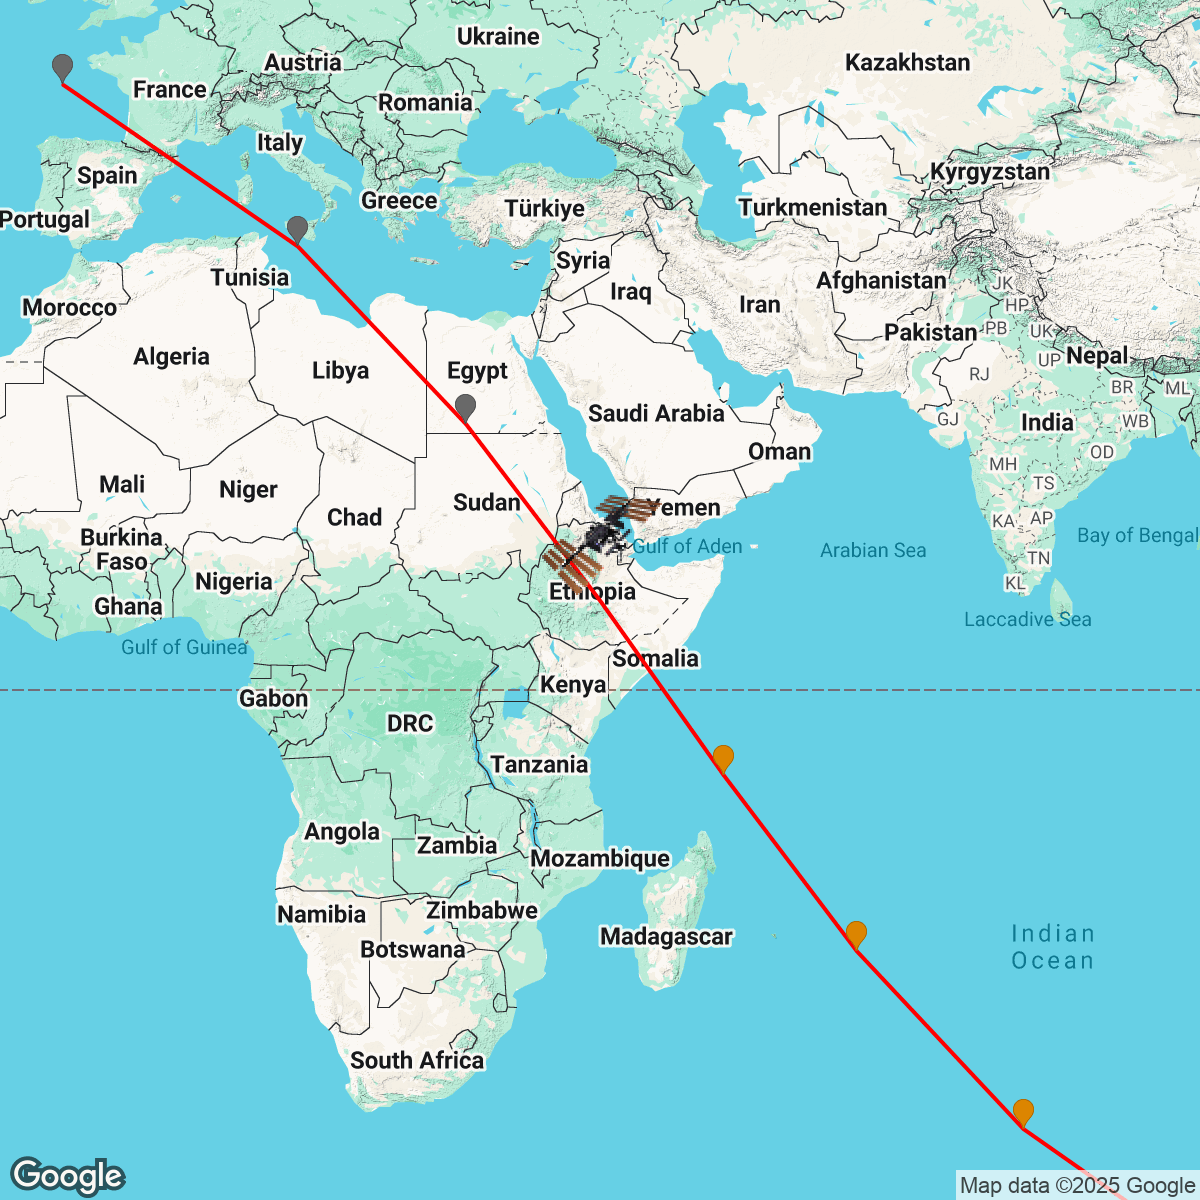 Ukraine
Austria
Kazakhstan
France
Romania
Italy
Kyrgyzstan
Spain
Greece
Türkiye
Turkmenistan
Portugal
Syria
Tunisia
Afghanistan
JK
Iraq
Iran
HP
Morocco
PB
UK
Pakistan
Nepal
Algeria
UP
Libya
Egypt
RJ
BR
ML
Saudi Arabia
GJ
India
WB
Oman
OD
MH
Mali
Niger
TS
Sudan
Yemen
Chad
KA
AP
Burkina
Faso
Bay of Bengal
Gulf of Aden
Arabian Sea
TN
Nigeria
KL
Ethiopia
Ghana
Laccadive Sea
Gulf of Guinea
Somalia
Kenya
Gabon
DRC
Tanzania
Angola
Zambia
Mozambique
Namibia
Zimbabwe
Madagascar
Indian
Ocean
Botswana
South Africa
Google
Map data ©2025 Google